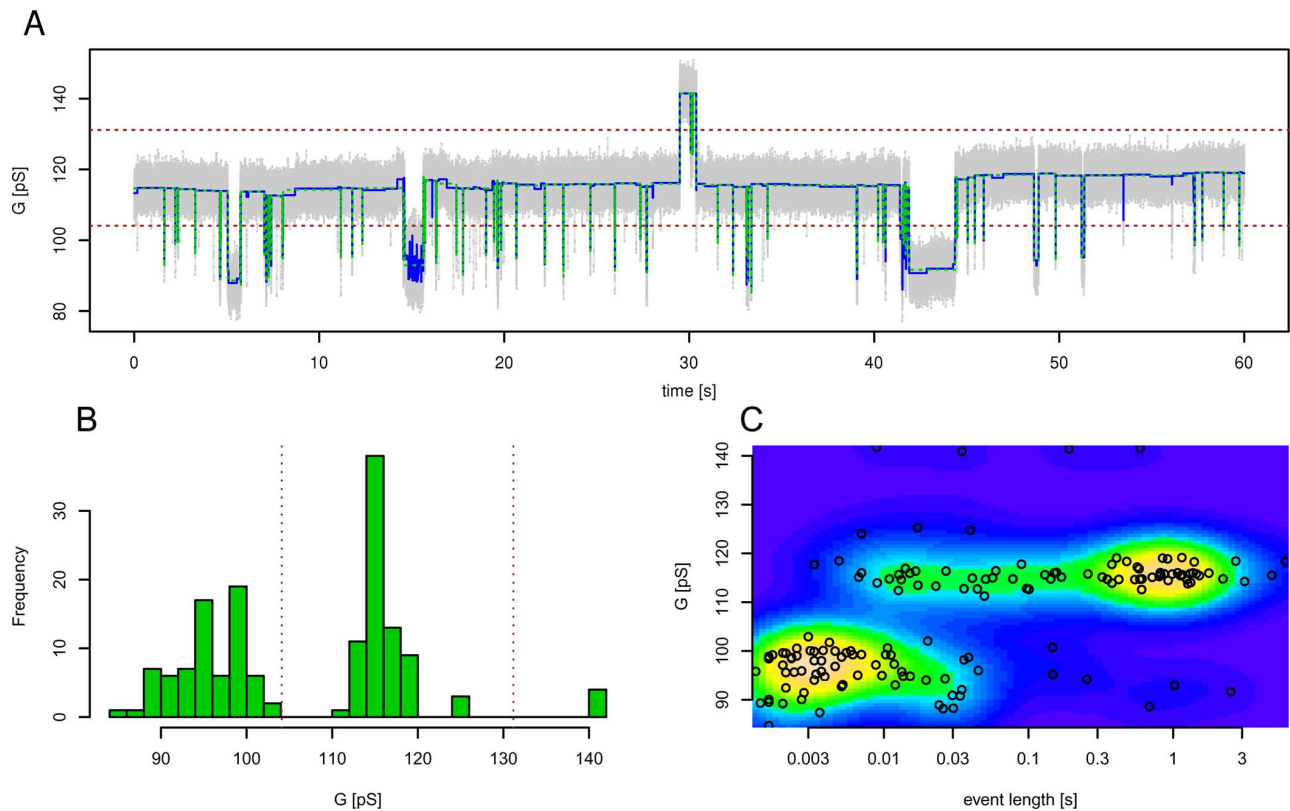 A
G [pS]
140
120
100
80
0 10 20 30 40 50 60
time [s]
B
Frequency
30
20
10
0
90 100 110 120 130 140
G [pS]
C
G [pS]
140
130
120
110
100
90
0.003 0.01 0.03 0.1 0.3 1 3
event length [s]